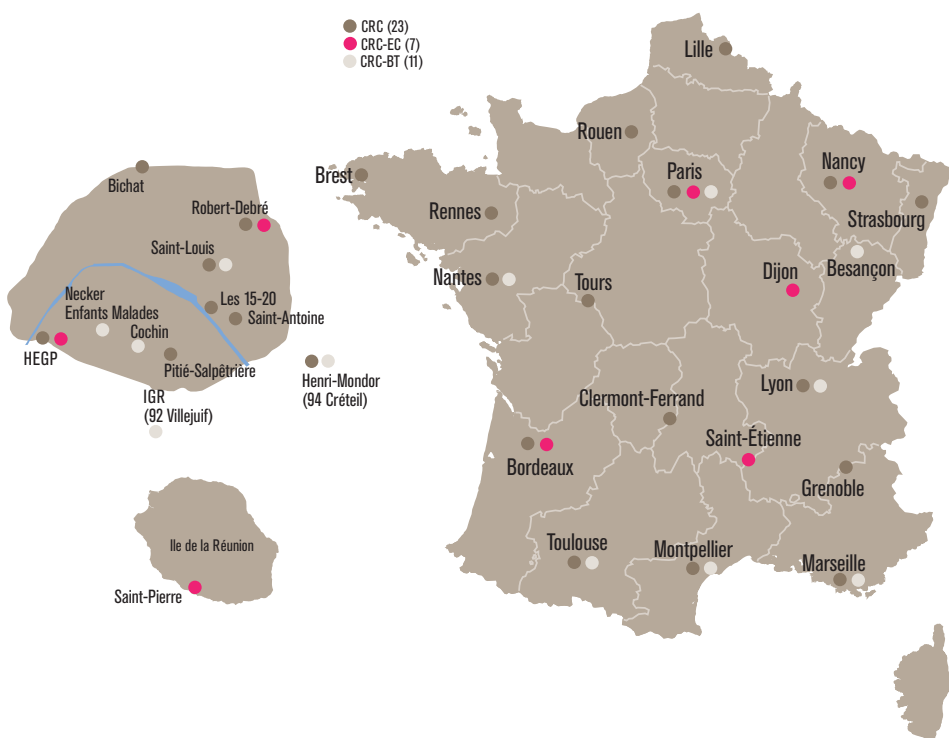 CRC (23)
CRC-EC (7)
CRC-BT (11)
Lille
Rouen
Paris
Nancy
Brest
Strasbourg
Rennes
Besançon
Nantes
Tours
Dijon
Lyon
Clermont-Ferrand
Saint-Étienne
Bordeaux
Grenoble
Toulouse
Montpellier
Marseille
Bichat
Robert-Debré
Saint-Louis
Necker
Enfants Malades
Les 15-20
Saint-Antoine
Cochin
HEGP
Pitié-Salpêtrière
IGR
(92 Villejuif)
Henri-Mondor
(94 Créteil)
Ile de la Réunion
Saint-Pierre